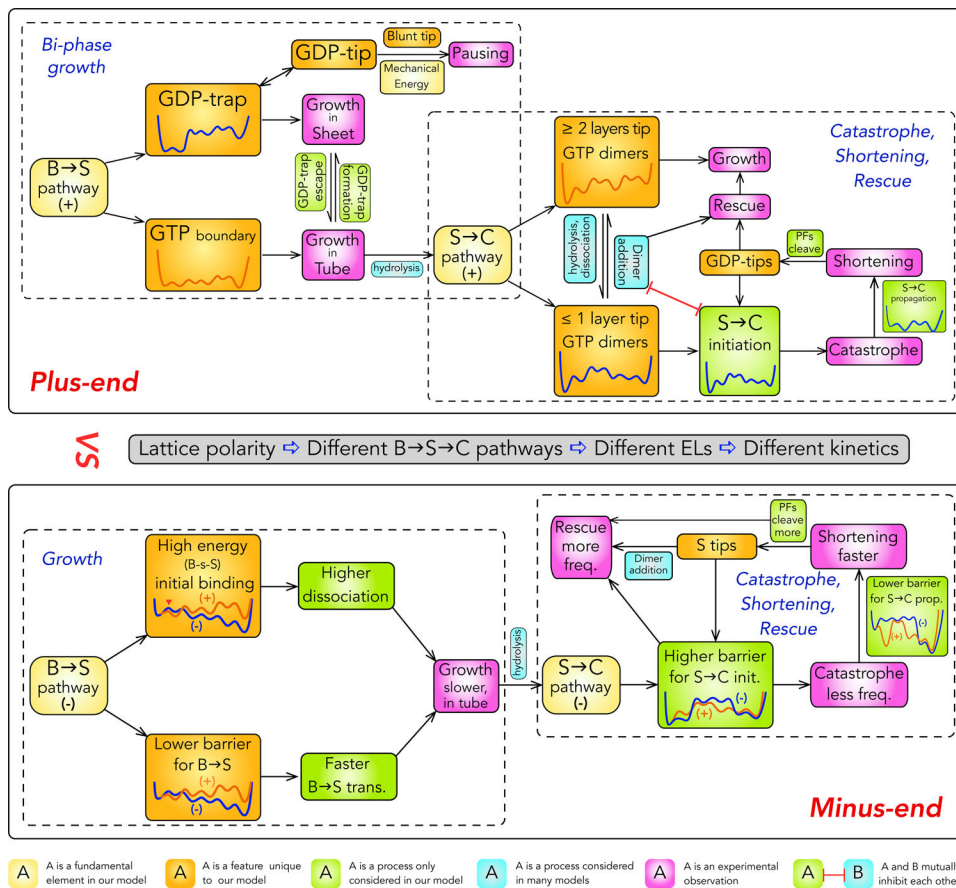 Bi-phase
growth
GDP-tip
Blunt tip
Mechanical
Energy
Pausing
GDP-trap
Growth
in
Sheet
B→S
pathway
(+)
GDP-trap
escape
GDP-trap
formation
GTP boundary
Growth
in
Tube
hydrolysis
S→C
pathway
(+)
≥ 2 layers tip
GTP dimers
Catastrophe,
Shortening,
Rescue
Growth
Rescue
hydrolysis,
dissociation
Dimer
addition
GDP-tips
PFs
cleave
Shortening
S→C
propagation
≤ 1 layer tip
GTP dimers
S→C
initiation
Catastrophe
Plus-end
VS
Lattice polarity ⇨ Different B→S→C pathways ⇨ Different ELs ⇨ Different kinetics
Growth
High energy
(B-s-S)
initial binding
(+)
(-)
Higher
dissociation
B→S
pathway
(-)
Growth
slower,
in tube
hydrolysis
Lower barrier
for B→S
(+)
(-)
Faster
B→S trans.
S→C
pathway
(-)
Rescue
more
freq.
Dimer
addition
S tips
PFs
cleave
more
Shortening
faster
Catastrophe,
Shortening,
Rescue
Lower barrier
for S→C prop.
(-)
(+)
Higher barrier
for S→C init.
(-)
(+)
Catastrophe
less freq.
Minus-end
A A is a fundamental
element in our model
A A is a feature unique
to our model
A A is a process only
considered in our model
A A is a process considered
in many models
A A is an experimental
observation
A B A and B mutually
inhibit each other